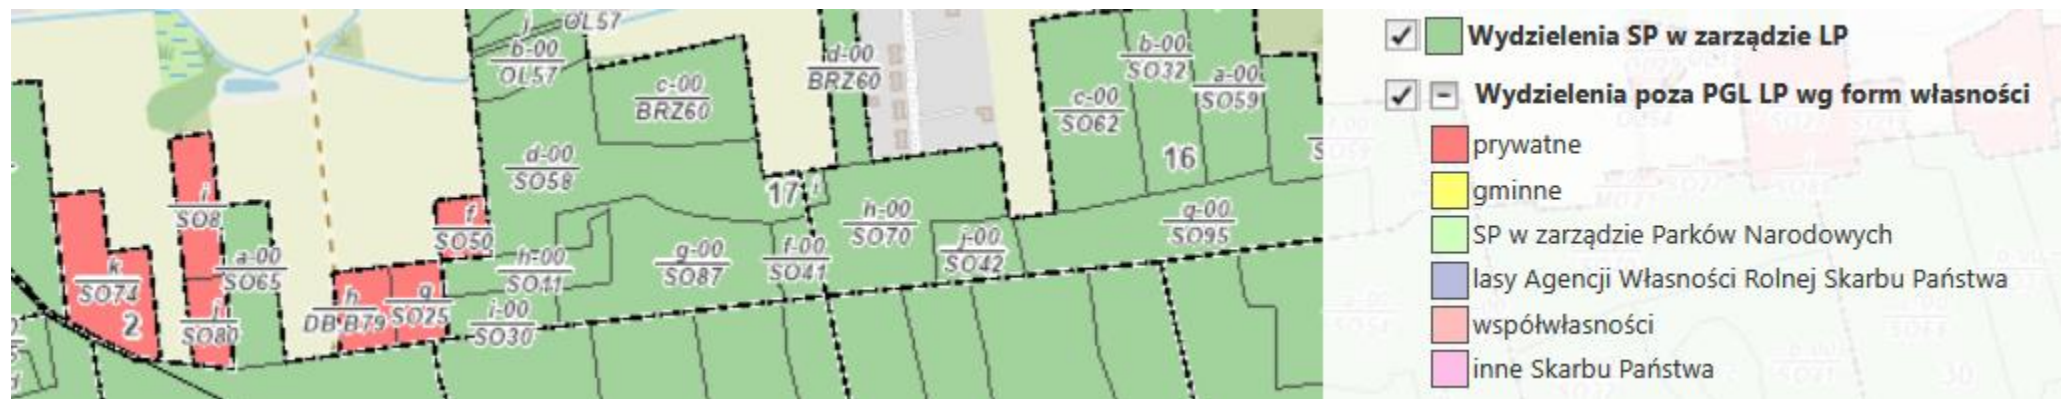 j
OL57
b-00
OL57
c-00
BRZ60
d-00
BRZ60
b-00
SO32
a-00
SO59
c-00
SO62
16
d-00
SO58
17
i
i
SO8
f
SO50
h-00
SO70
g-00
SO95
j-00
SO42
f-00
SO41
g-00
SO87
h-00
SO11
i-00
SO30
a-00
SO65
k
SO74
2
j
SO80
h
DB.B79
g
SO25
Wydzielenia SP w zarządzie LP
Wydzielenia poza PGL LP wg form własności
prywatne
gminne
SP w zarządzie Parków Narodowych
lasy Agencji Własności Rolnej Skarbu Państwa
współwłasności
inne Skarbu Państwa